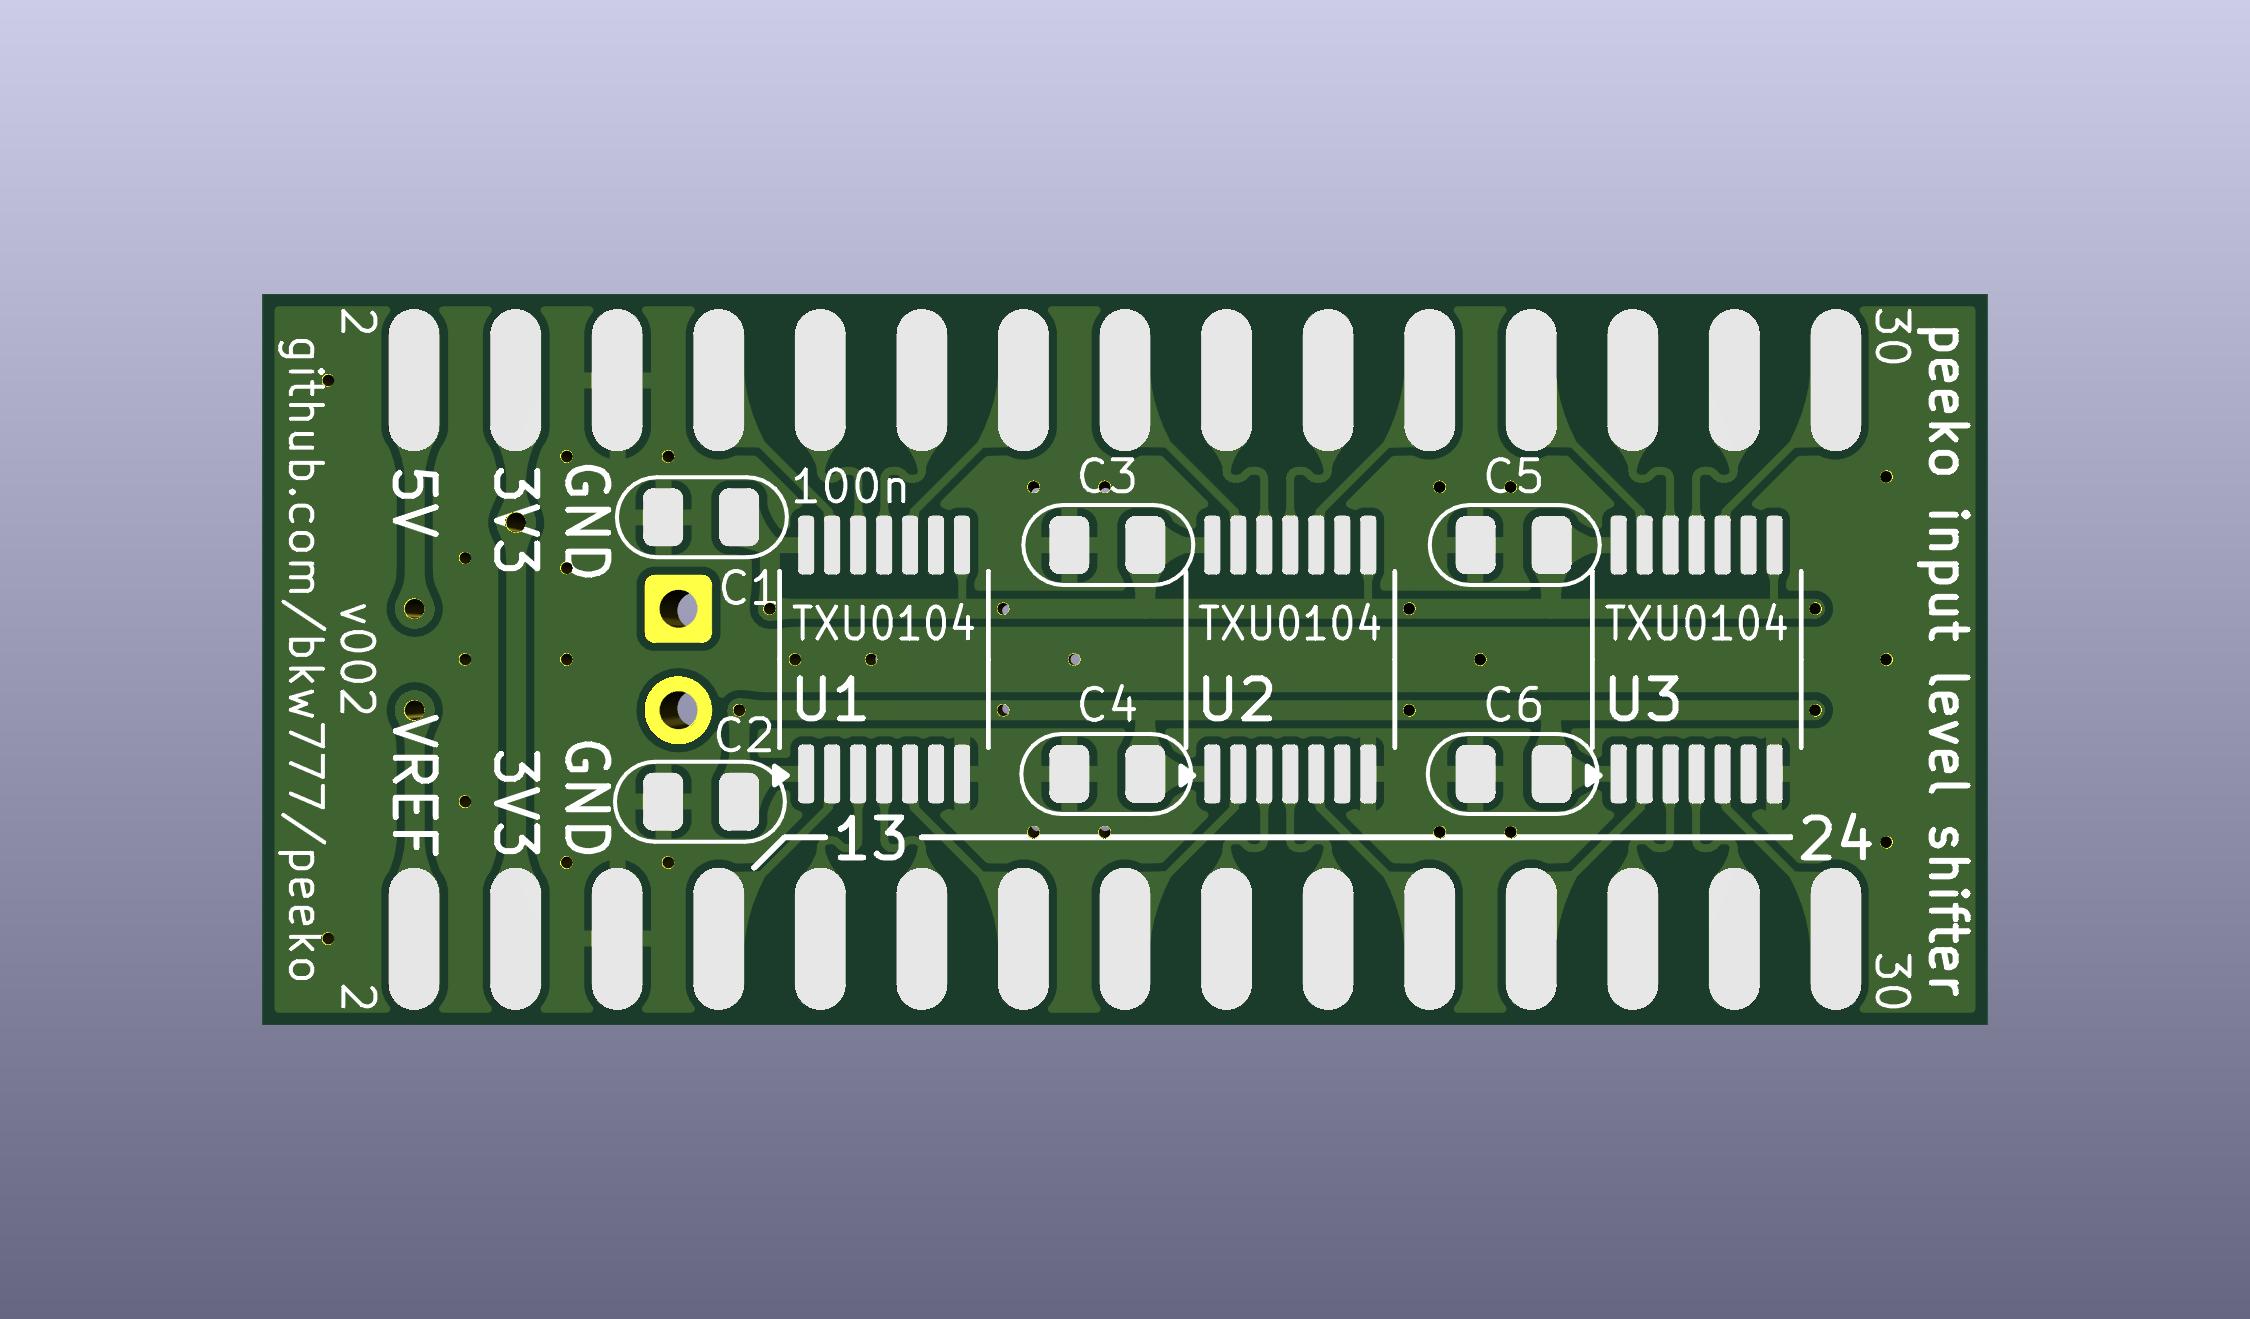 2
30
github.com/bkw777/peeko
v002
5V
3V3
GND
100n
C1
C3
C5
TXU0104
TXU0104
TXU0104
U1
U2
U3
C2
C4
C6
VREF
3V3
GND
13
24
2
30
peeko input level shifter